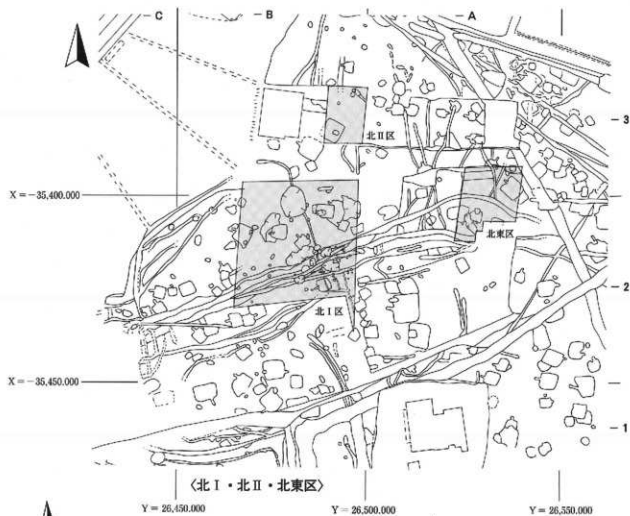 C
B
A
3
北Ⅱ区
X = -35,400.000
北東区
2
北Ⅰ区
X = -35,450.000
1
〈北Ⅰ・北Ⅱ・北東区〉
Y = 26,450.000
Y = 26,500.000
Y = 26,550.000